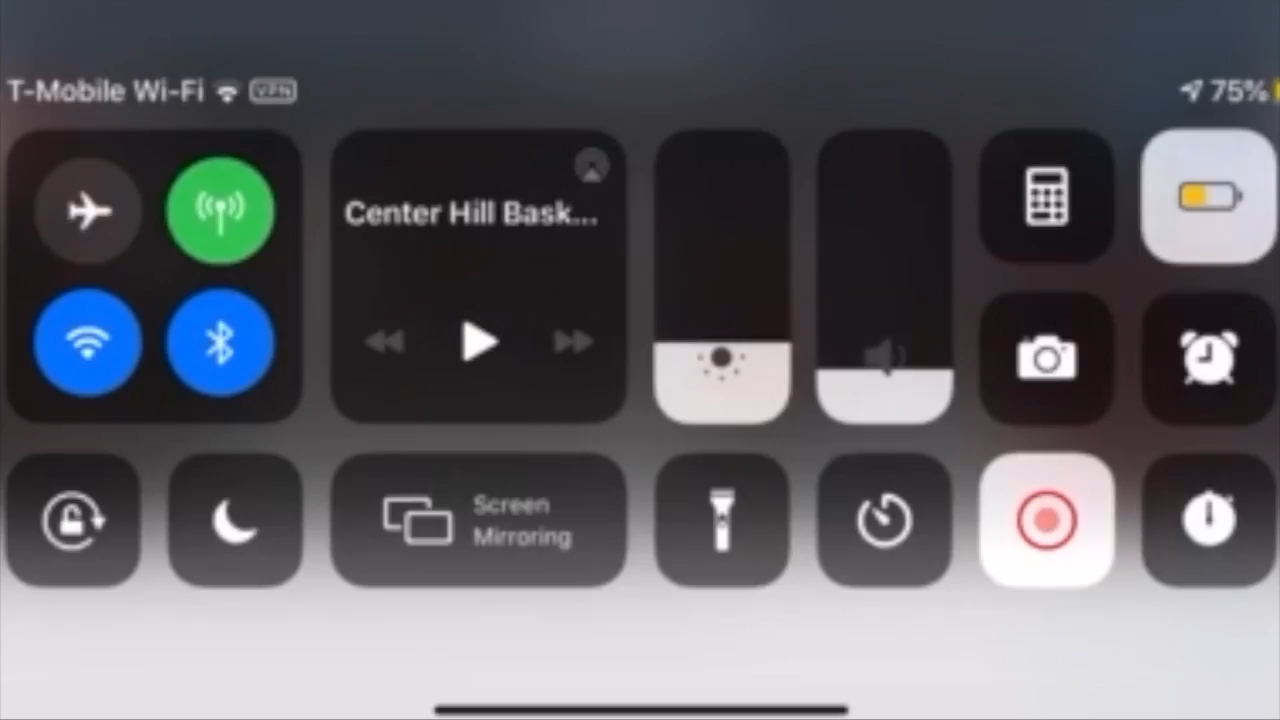 T-Mobile Wi-Fi VPN
75%
Center Hill Bask...
Screen
Mirroring